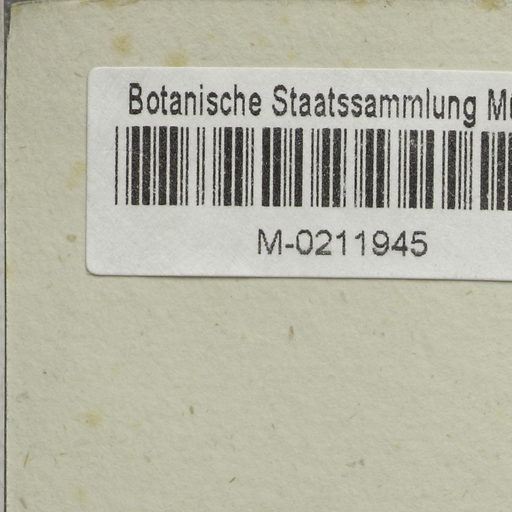 Botanische Staatssammlung
M-0211945